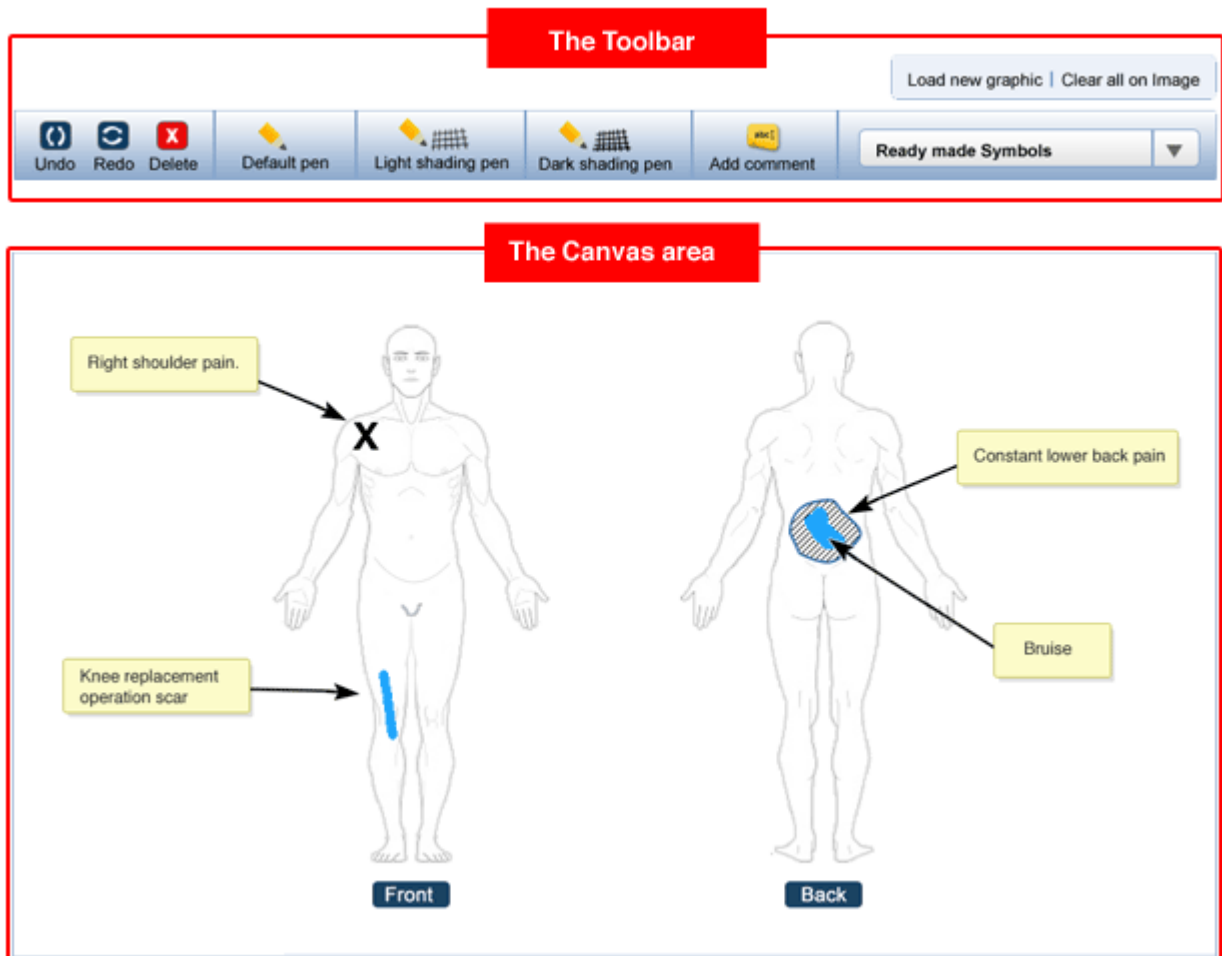 The Toolbar
Load new graphic | Clear all on Image
Undo Redo Delete Default pen Light shading pen Dark shading pen abc Add comment Ready made Symbols
The Canvas area
Right shoulder pain.
X
Constant lower back pain
Bruise
Knee replacement
operation scar
Front Back